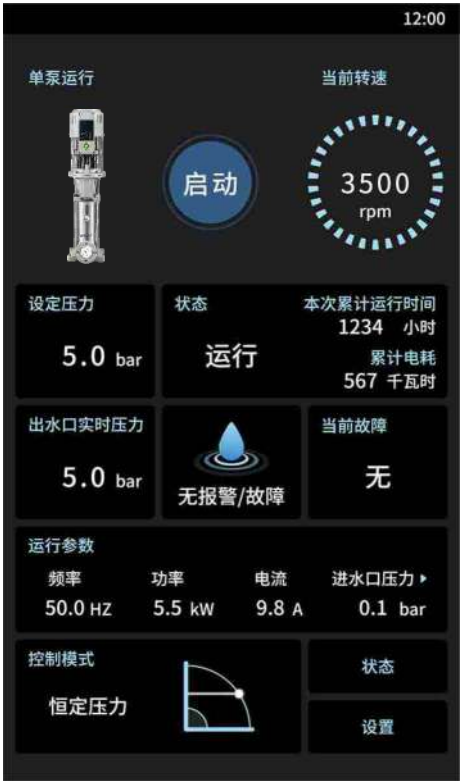 12:00
单泵运行
当前转速
启动
3500
rpm
设定压力
5.0 bar
状态
运行
本次累计运行时间
1234 小时
累计电耗
567 千瓦时
出水口实时压力
5.0 bar
无报警/故障
当前故障
无
运行参数
频率 功率 电流 进水口压力
50.0 HZ 5.5 kW 9.8 A 0.1 bar
控制模式
恒定压力
状态
设置